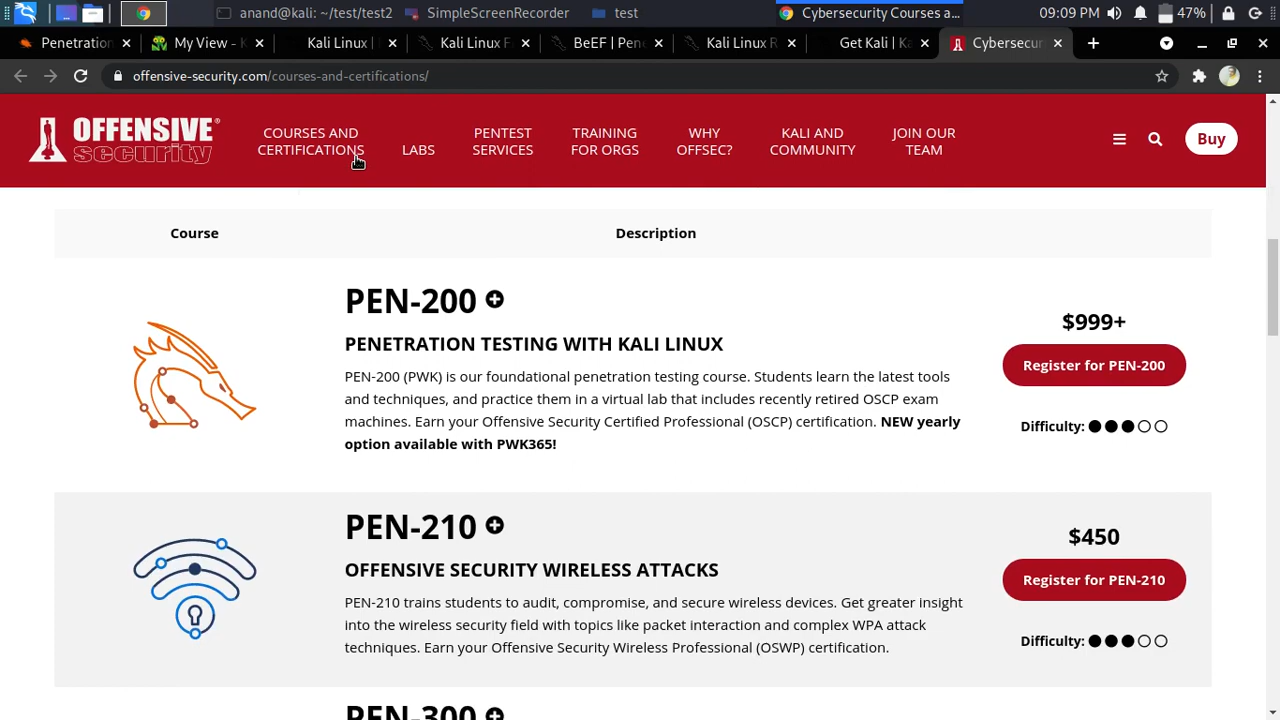 anand@kali: ~/test/test2
SimpleScreenRecorder
test
Cybersecurity Courses a...
09:09 PM
47%
Penetration
My View - K
Kali Linux |
Kali Linux F
BeEF | Pen
Kali Linux R
Get Kali | Ka
Cybersecur
offensive-security.com/courses-and-certifications/
OFFENSIVE®
security
COURSES AND
CERTIFICATIONS
LABS
PENTEST
SERVICES
TRAINING
FOR ORGS
WHY
OFFSEC?
KALI AND
COMMUNITY
JOIN OUR
TEAM
Buy
Course
Description
PEN-200
PENETRATION TESTING WITH KALI LINUX
PEN-200 (PWK) is our foundational penetration testing course. Students learn the latest tools
and techniques, and practice them in a virtual lab that includes recently retired OSCP exam
machines. Earn your Offensive Security Certified Professional (OSCP) certification. NEW yearly
option available with PWK365!
$999+
Register for PEN-200
Difficulty:
PEN-210
OFFENSIVE SECURITY WIRELESS ATTACKS
PEN-210 trains students to audit, compromise, and secure wireless devices. Get greater insight
into the wireless security field with topics like packet interaction and complex WPA attack
techniques. Earn your Offensive Security Wireless Professional (OSWP) certification.
$450
Register for PEN-210
Difficulty:
PEN-300